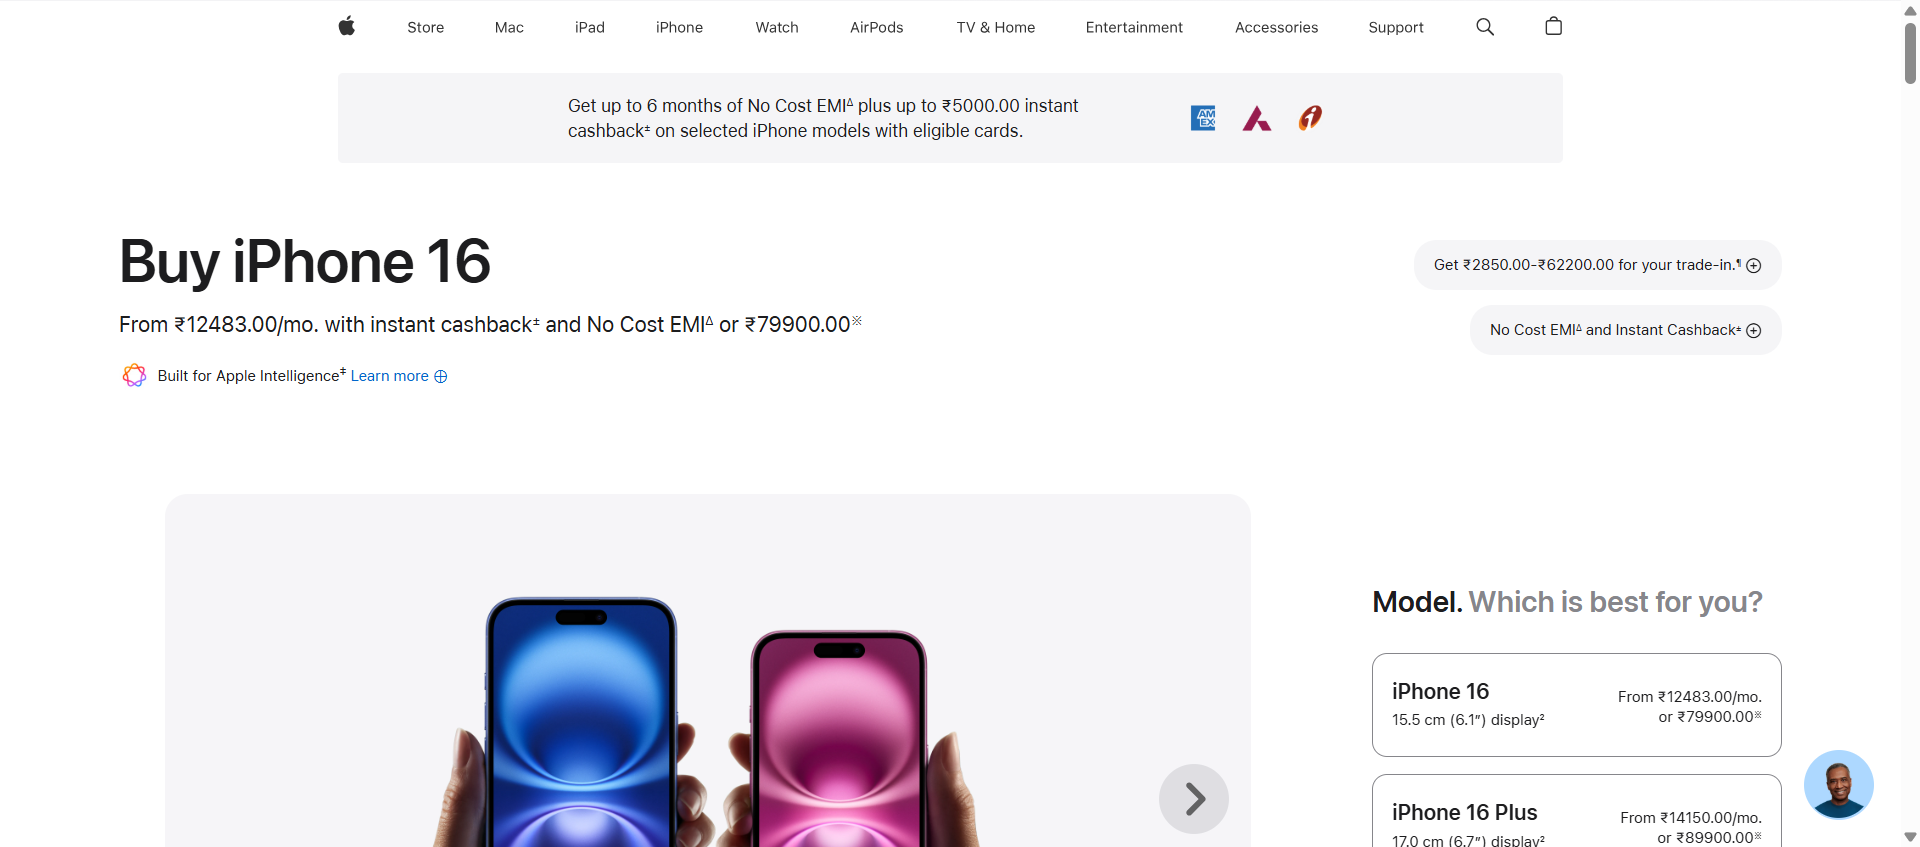 Store Mac iPad iPhone Watch AirPods TV & Home Entertainment Accessories Support
Get up to 6 months of No Cost EMI∆ plus up to ₹5000.00 instant
cashback± on selected iPhone models with eligible cards.
AM
EX
Buy iPhone 16
From ₹12483.00/mo. with instant cashback± and No Cost EMI∆ or ₹79900.00※
Built for Apple Intelligence‡ Learn more
Get ₹2850.00-₹62200.00 for your trade-in.¶
No Cost EMI∆ and Instant Cashback±
Model. Which is best for you?
iPhone 16
15.5 cm (6.1″) display²
From ₹12483.00/mo.
or ₹79900.00※
iPhone 16 Plus
17.0 cm (6.7″) display²
From ₹14150.00/mo.
or ₹89900.00※